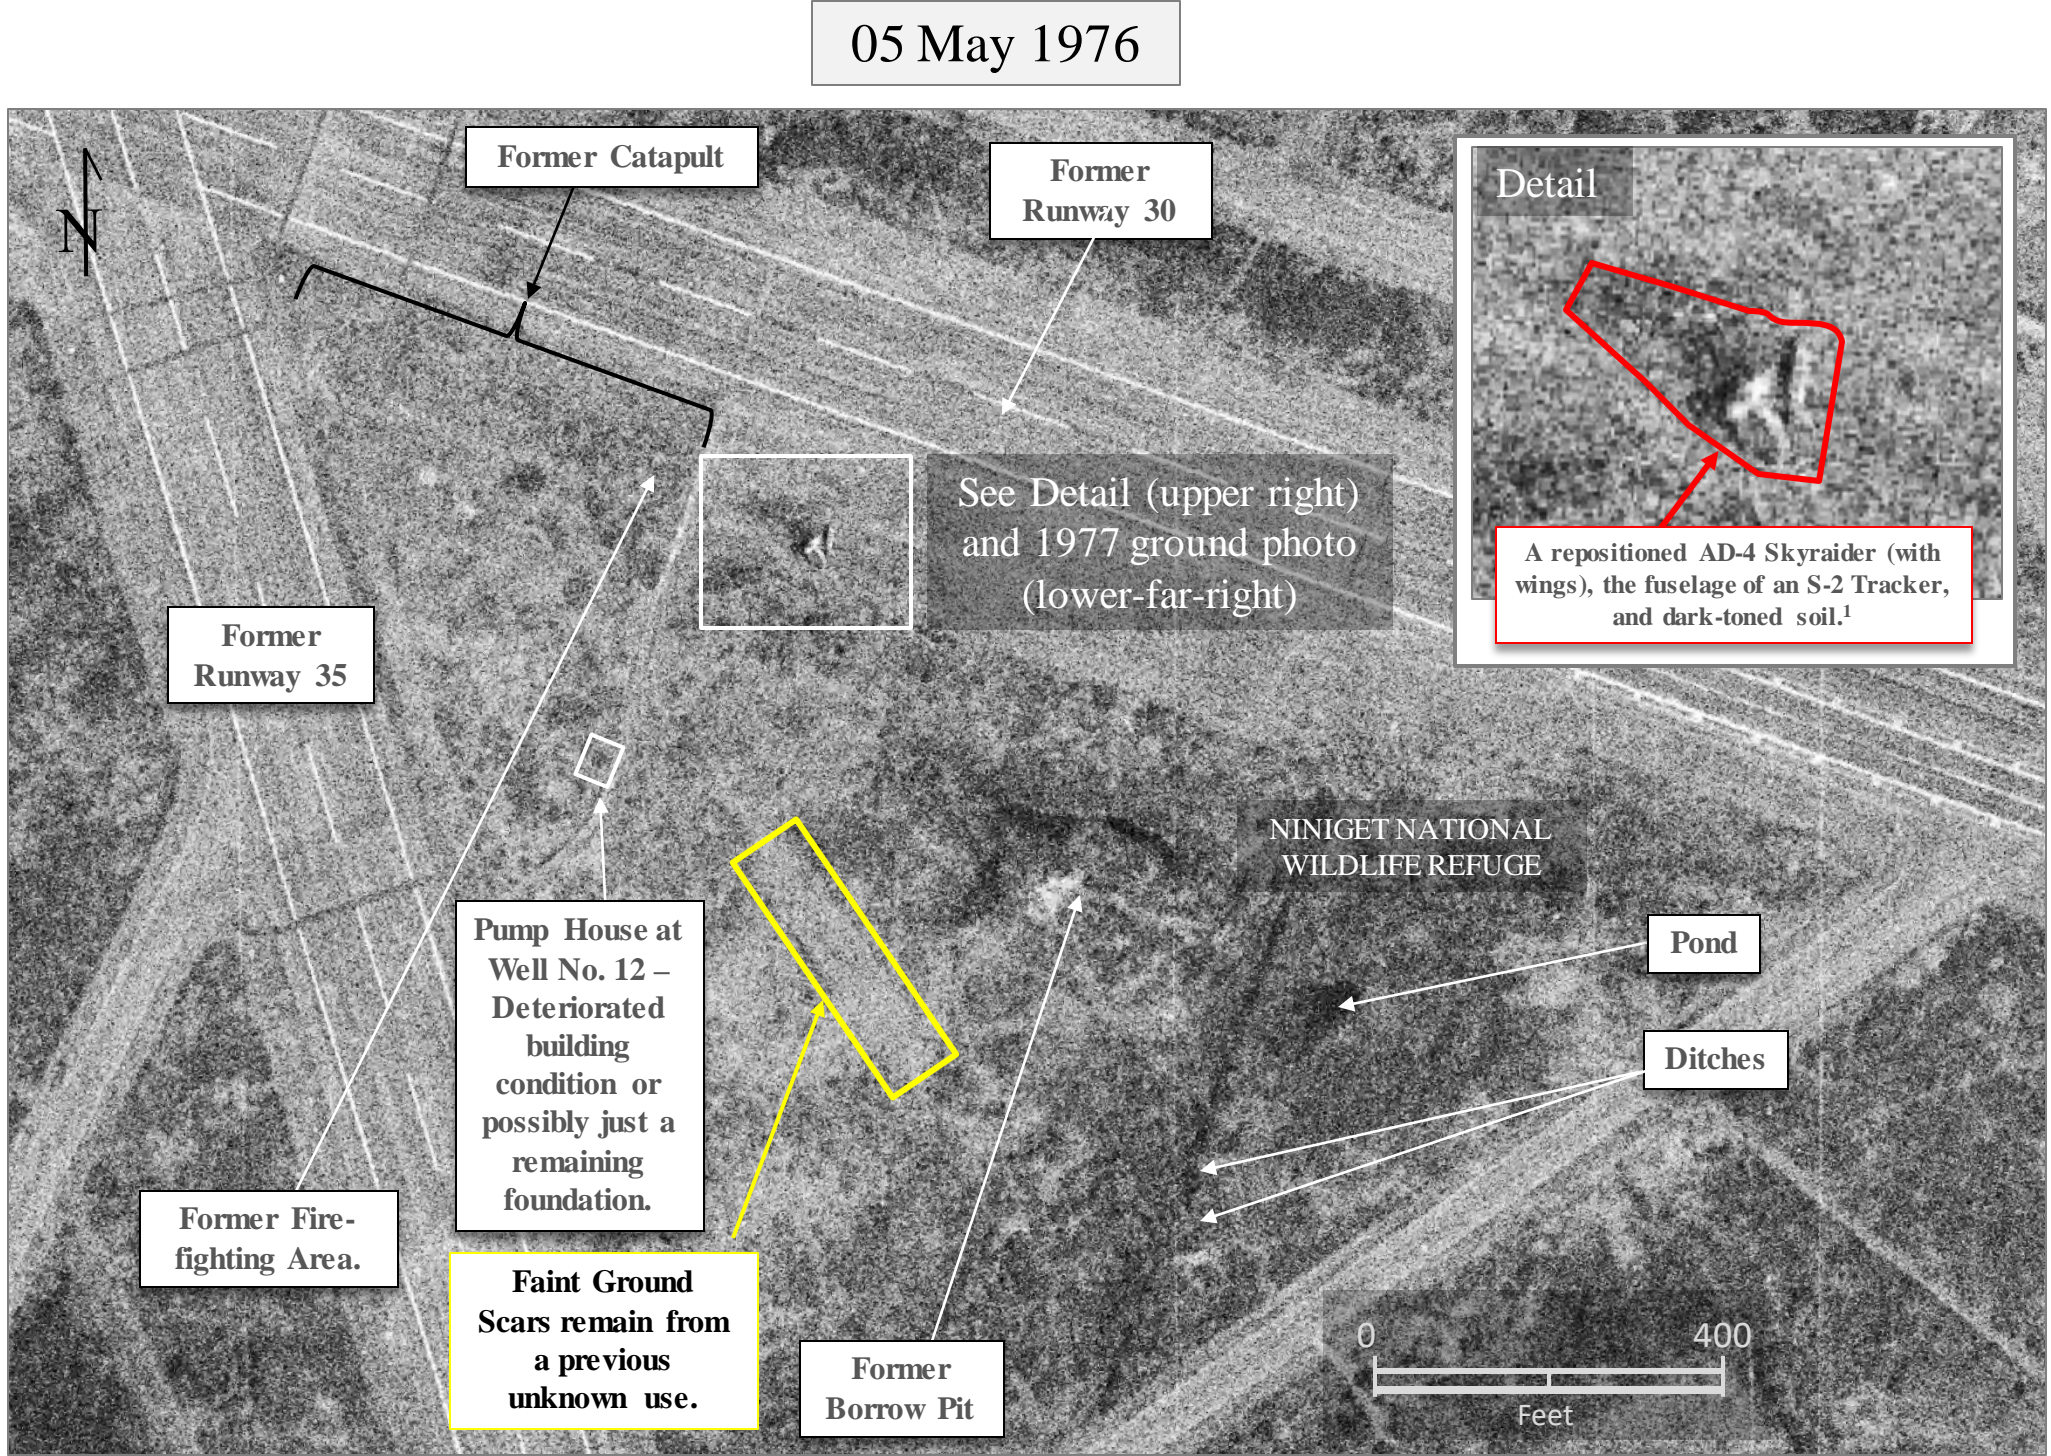 05 May 1976
N
Former Catapult
Former
Runway 30
Detail
A repositioned AD-4 Skyraider (with
wings), the fuselage of an S-2 Tracker,
and dark-toned soil.1
See Detail (upper right)
and 1977 ground photo
(lower-far-right)
Former
Runway 35
NINIGET NATIONAL
WILDLIFE REFUGE
Pump House at
Well No. 12 –
Deteriorated
building
condition or
possibly just a
remaining
foundation.
Pond
Ditches
Former Fire-
fighting Area.
Faint Ground
Scars remain from
a previous
unknown use.
Former
Borrow Pit
0 400
Feet